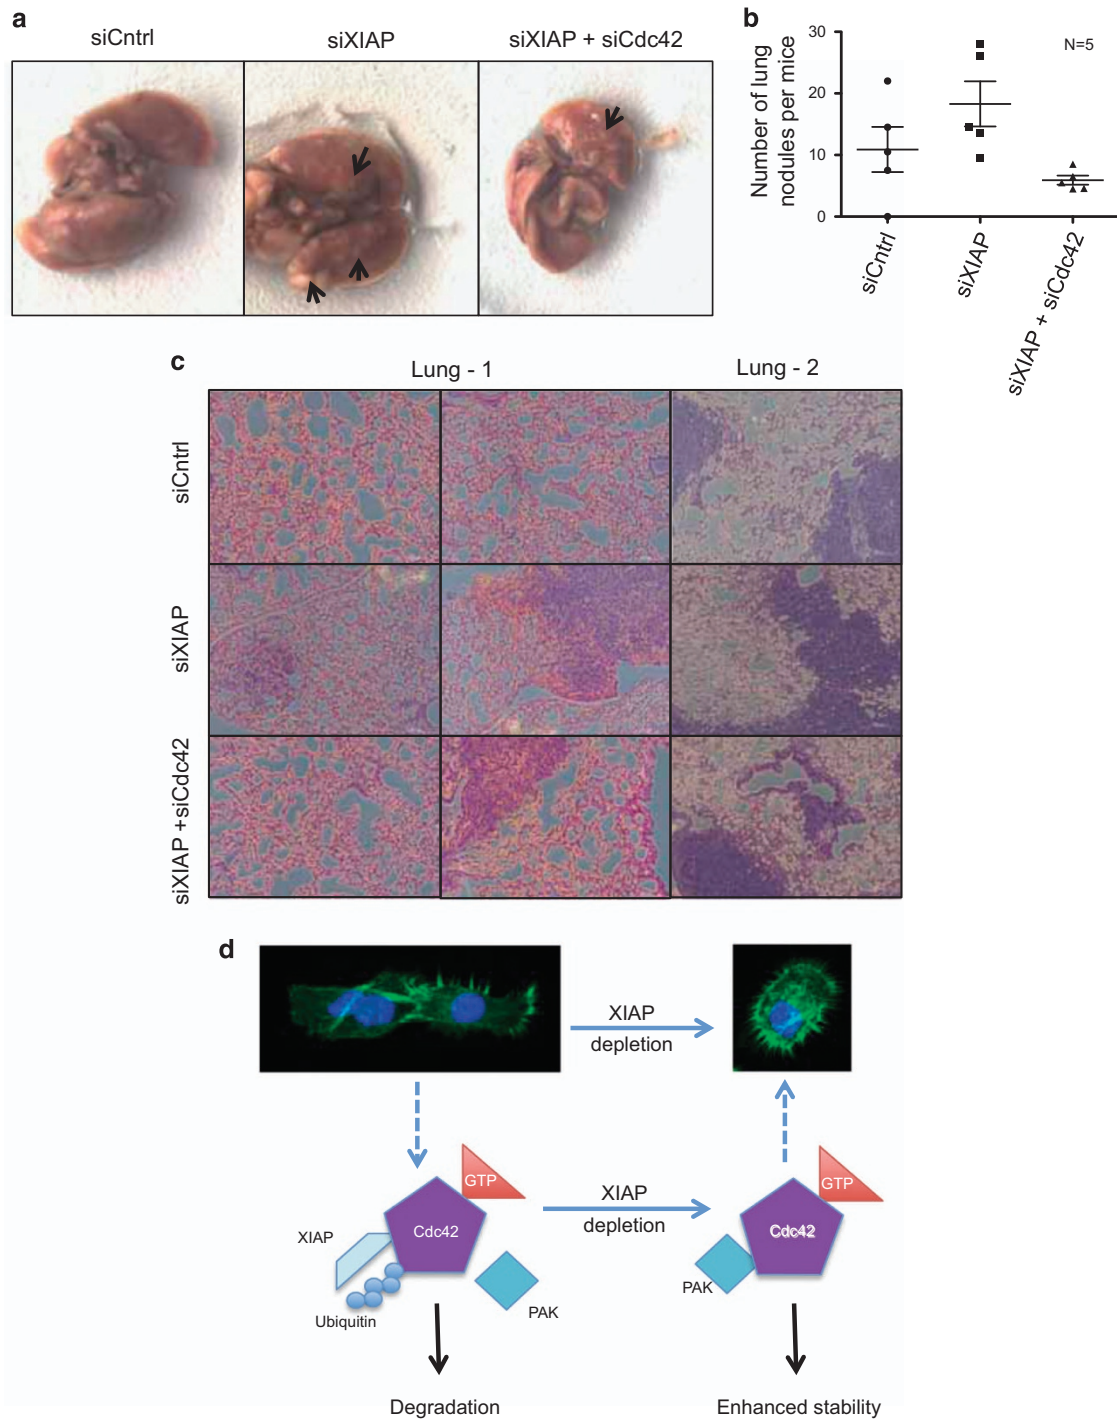 a
siCntrl
siXIAP
siXIAP + siCdc42
b
Number of lung
nodules per mice
30
20
10
0
N=5
siCntrl
siXIAP
siXIAP + siCdc42
c
Lung - 1
Lung - 2
siCntrl
siXIAP
siXIAP +siCdc42
d
XIAP
depletion
GTP
Cdc42
XIAP
Ubiquitin
PAK
XIAP
depletion
GTP
Cdc42
PAK
Degradation
Enhanced stability